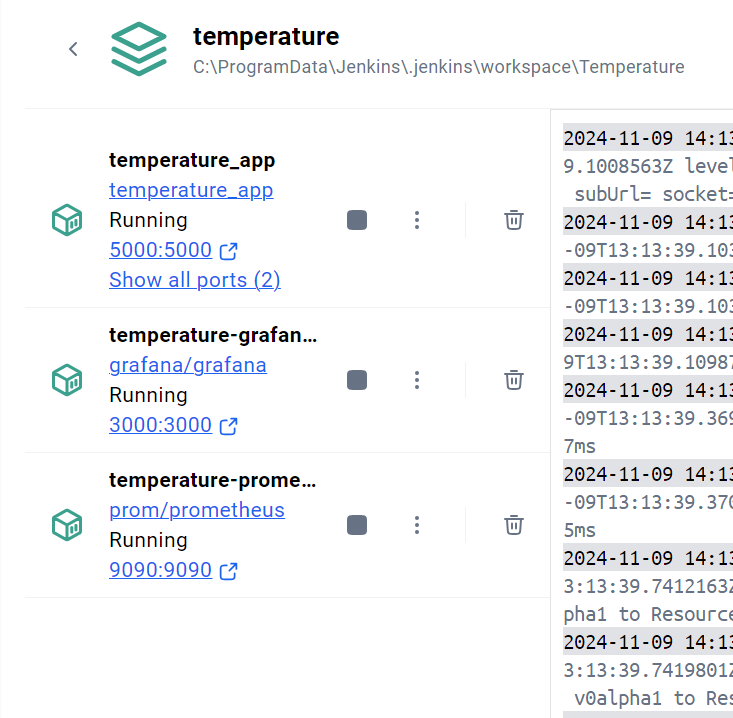 temperature
C:\ProgramData\Jenkins\.jenkins\workspace\Temperature
temperature_app
temperature_app
Running
5000:5000
Show all ports (2)
temperature-grafan...
grafana/grafana
Running
3000:3000
temperature-prome...
prom/prometheus
Running
9090:9090
2024-11-09 14:13
9.1008563Z level
subUrl= socket=
2024-11-09 14:13
-09T13:13:39.103
2024-11-09 14:13
-09T13:13:39.103
2024-11-09 14:13
9T13:13:39.10987
2024-11-09 14:13
-09T13:13:39.369
7ms
2024-11-09 14:13
-09T13:13:39.370
5ms
2024-11-09 14:13
3:13:39.7412163Z
pha1 to Resource
2024-11-09 14:13
3:13:39.7419801Z
v0alpha1 to Res